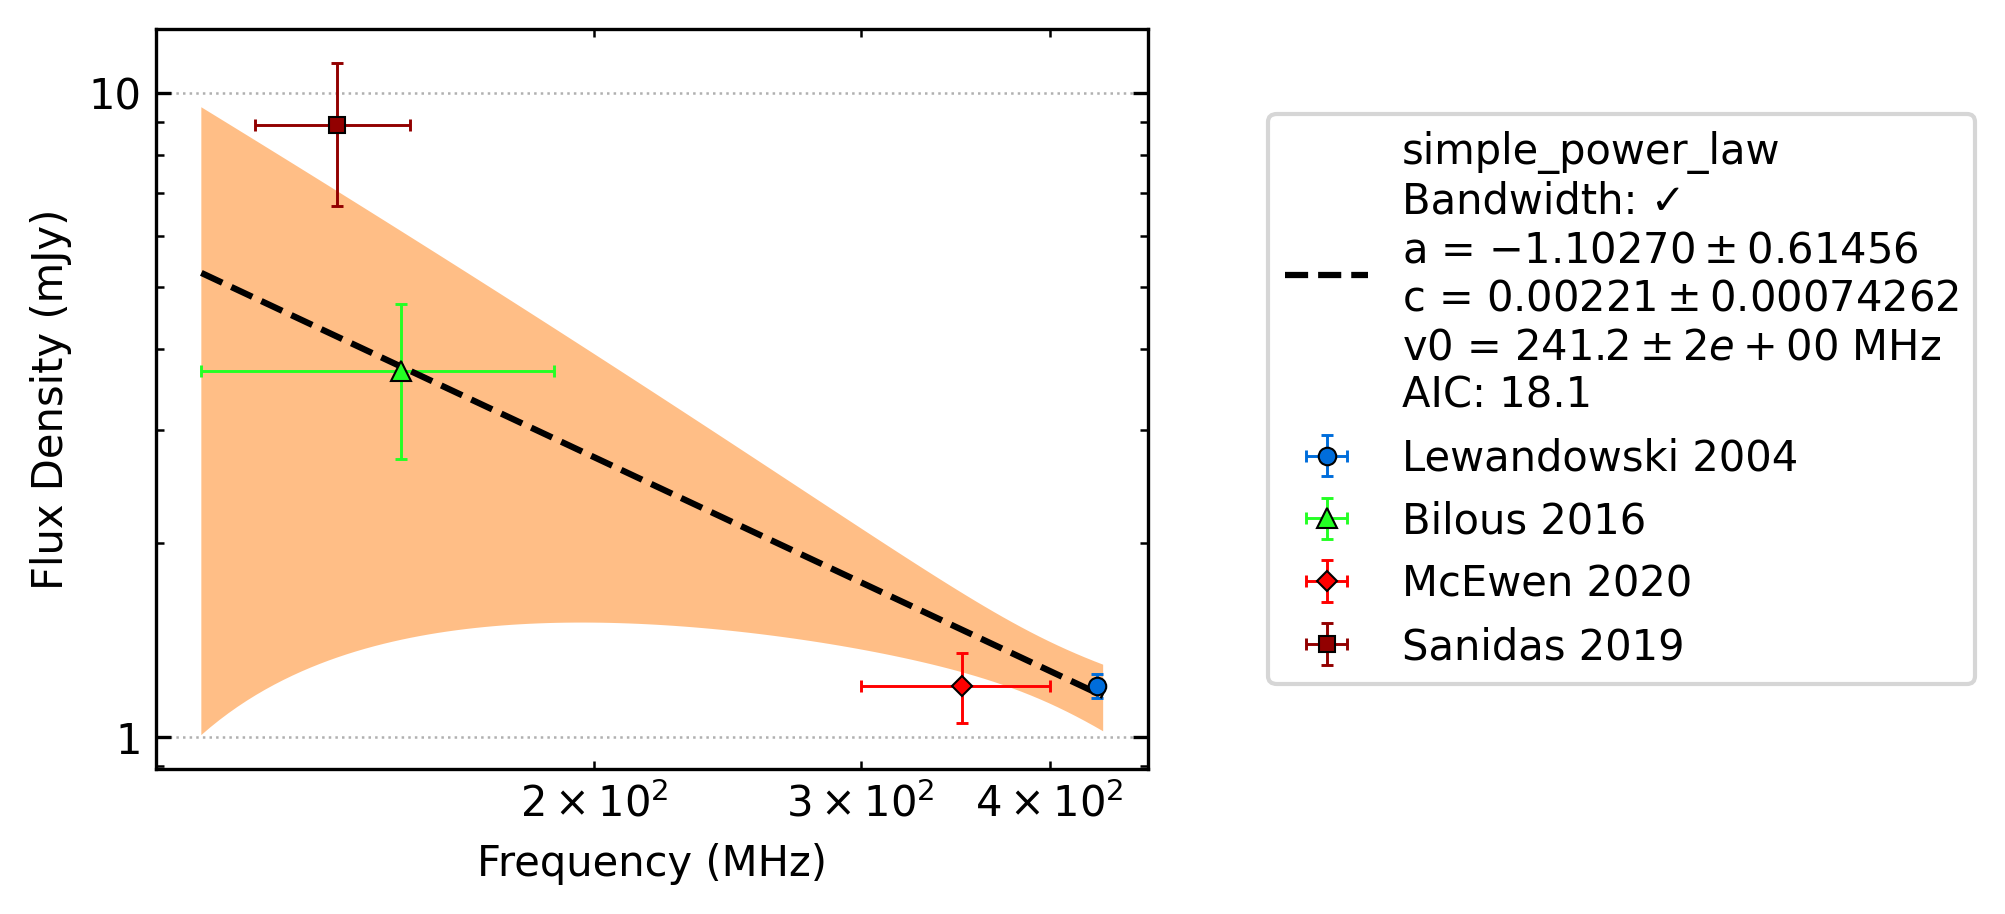 10
1
Flux Density (mJy)
2 × 10²
3 × 10²
4 × 10²
Frequency (MHz)
simple_power_law
Bandwidth: ✓
a = −1.10270 ± 0.61456
c = 0.00221 ± 0.00074262
v0 = 241.2 ± 2e + 00 MHz
AIC: 18.1
Lewandowski 2004
Bilous 2016
McEwen 2020
Sanidas 2019